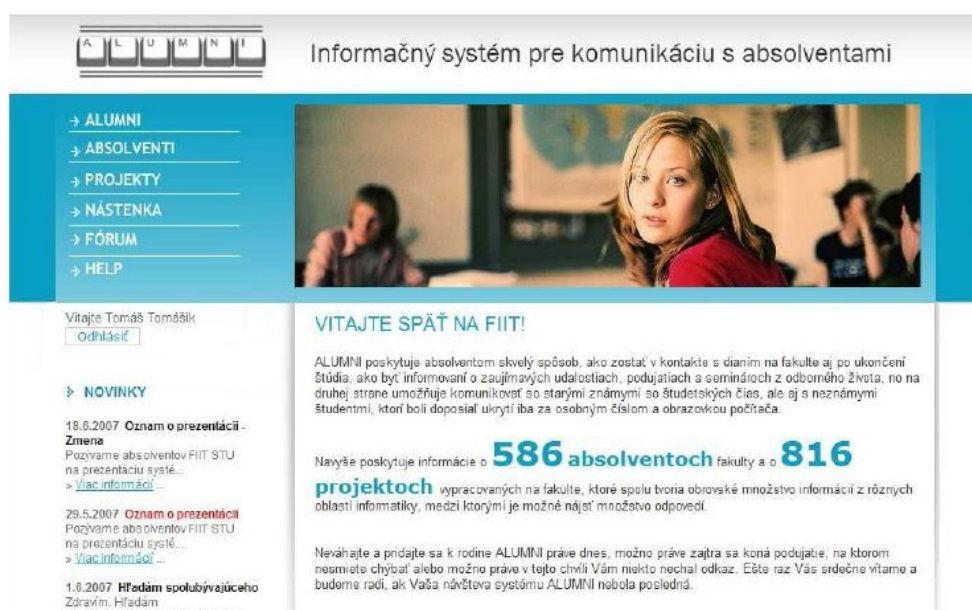 ALUMNI
Informačný systém pre komunikáciu s absolventami
ALUMNI
ABSOLVENTI
PROJEKTY
NÁSTENKA
FÓRUM
HELP
Vitajte Tomáš Tomášik
Odhlásiť
NOVINKY
18.6.2007 Oznam o prezentácii -
Zmena
Pozývame absolventov FIIT STU
na prezentáciu systé...
» Viac informácií ...
29.5.2007 Oznam o prezentácii
Pozývame absolventov FIIT STU
na prezentáciu systé...
» Viac informácií ...
1.6.2007 Hľadám spolubývajúceho
Zdravím. Hľadám
VITAJTE SPÄŤ NA FIIT!
ALUMNI poskytuje absolventom skvelý spôsob, ako zostať v kontakte s dianím na fakulte aj po ukončení
štúdia, ako byť informovaní o zaujímavých udalostiach, podujatiach a seminároch z odborného života, no na
druhej strane umožňuje komunikovať so starými známymi so študetských čias, ale aj s neznámymi
študentmi, ktorí boli doposiaľ ukrytí iba za osobným číslom a obrazovkou počítača.
Navyše poskytuje informácie o 586 absolventoch fakulty a o 816
projektoch vypracovaných na fakulte, ktoré spolu tvoria obrovské množstvo informácií z rôznych
oblastí informatiky, medzi ktorými je možné nájsť množstvo odpovedí.
Neváhajte a pridajte sa k rodine ALUMNI práve dnes, možno práve zajtra sa koná podujatie, na ktorom
nesmiete chýbať alebo možno práve v tejto chvíli Vám niekto nechal odkaz. Ešte raz Vás srdečne vítame a
budeme radi, ak Vaša návšteva systému ALUMNI nebola posledná.